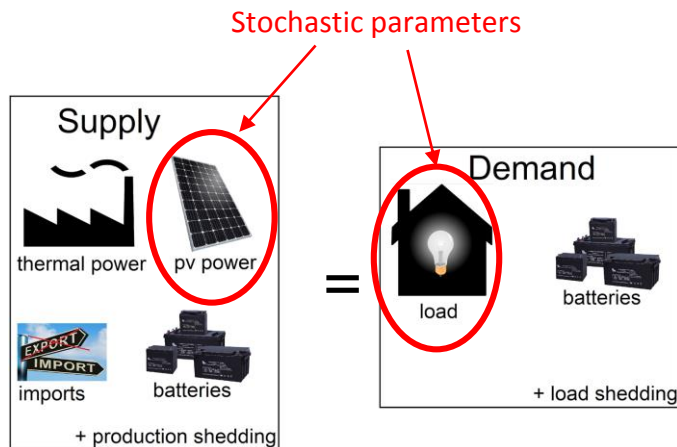 Stochastic parameters
Supply
thermal power
pv power
EXPORT
IMPORT
imports
batteries
+ production shedding
=
Demand
load
batteries
+ load shedding